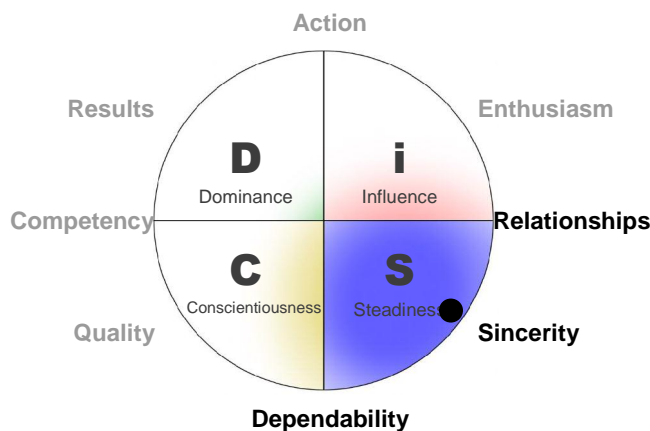 Action
Results
Enthusiasm
D
i
Dominance
Influence
Competency
Relationships
C
S
Conscientiousness
Steadiness
Quality
Sincerity
Dependability